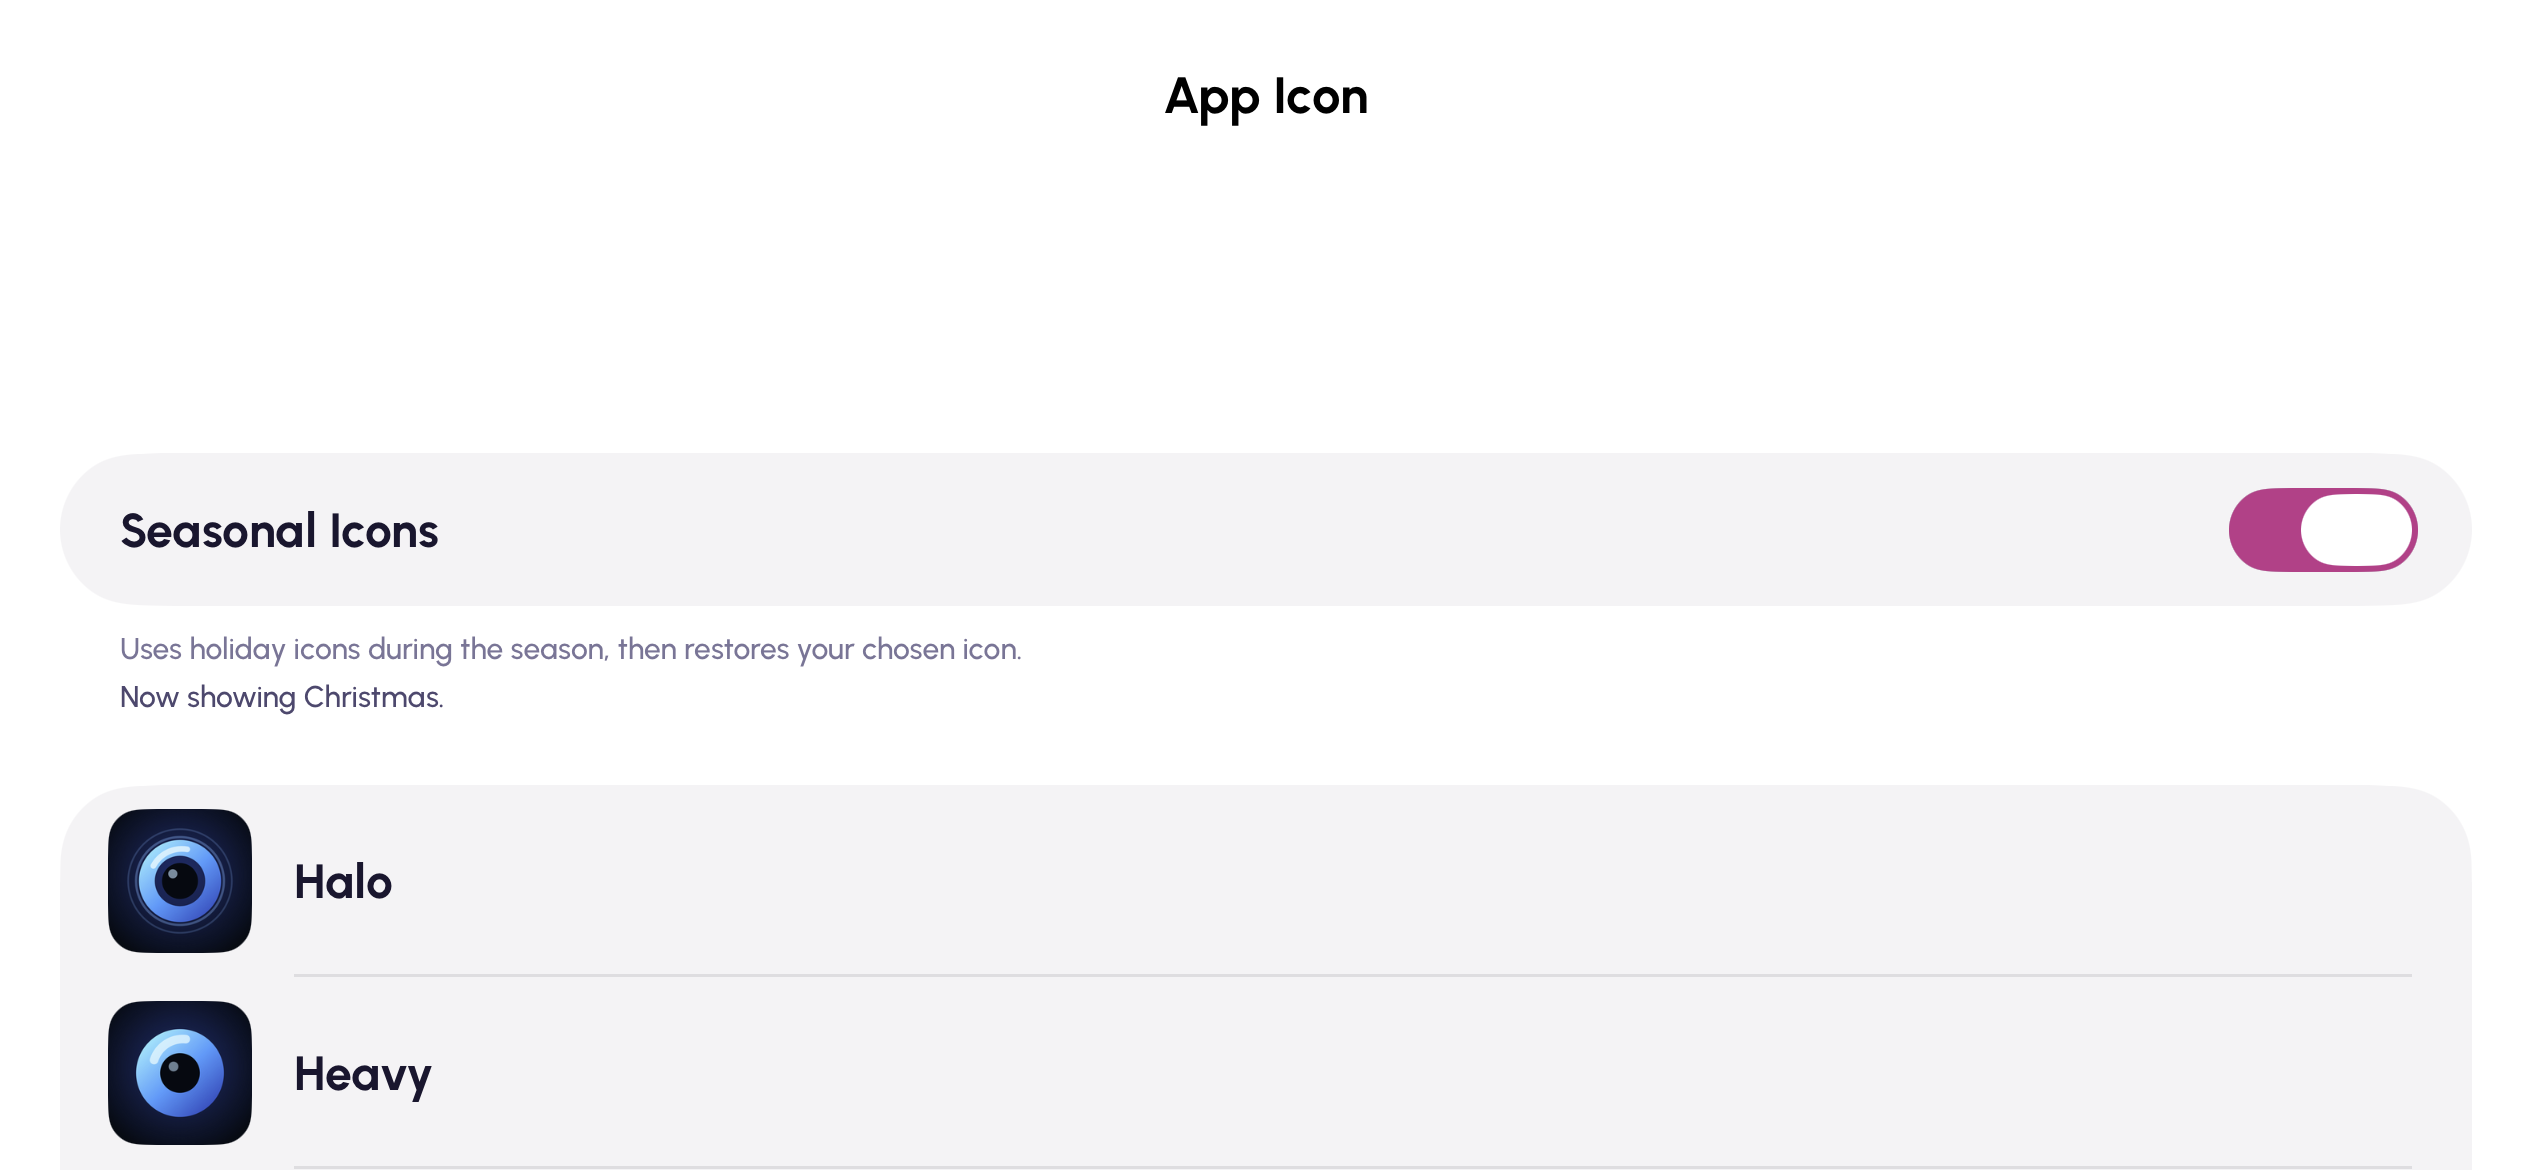 App Icon
Seasonal Icons
Uses holiday icons during the season, then restores your chosen icon.
Now showing Christmas.
Halo
Heavy